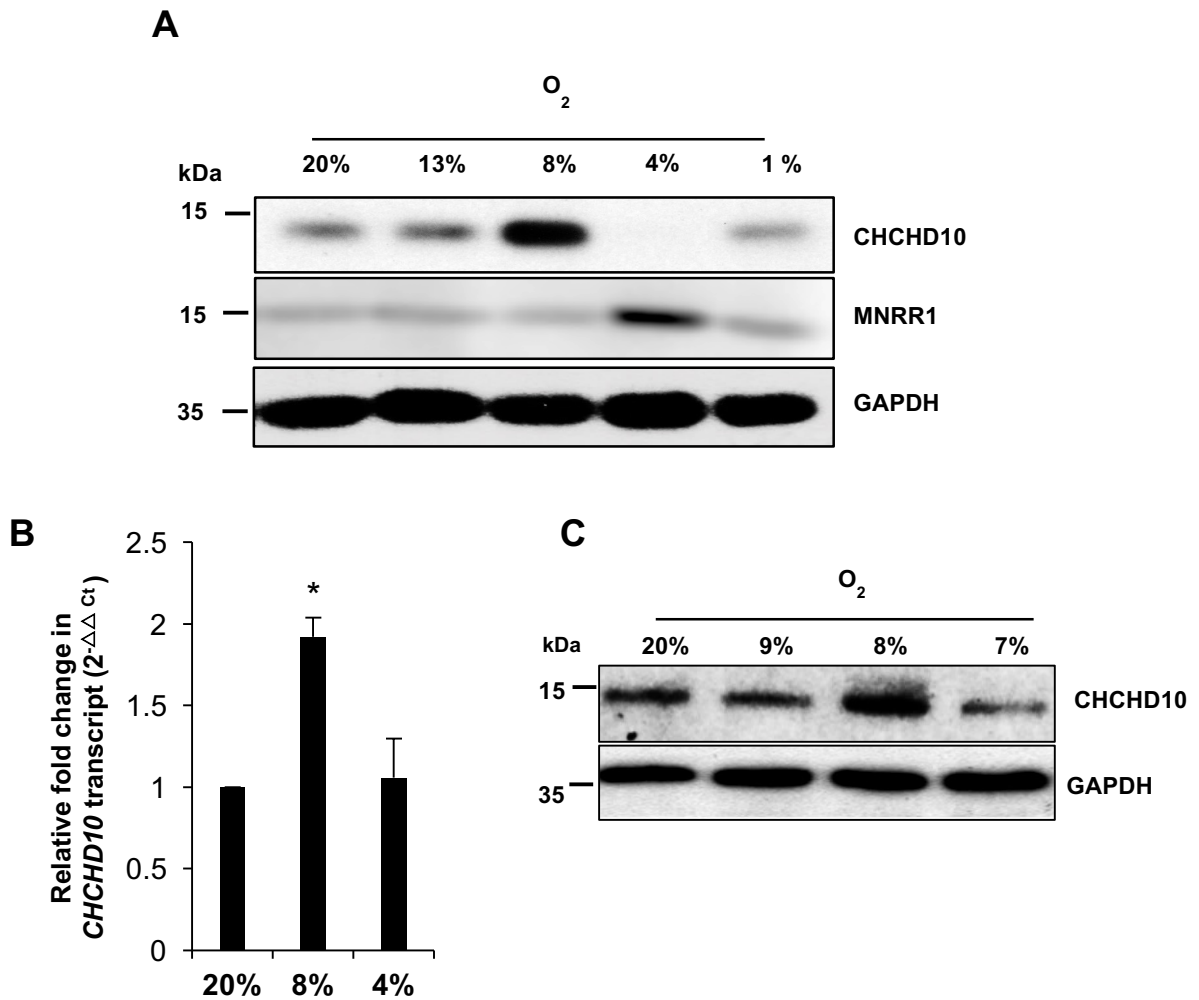 A
O2
kDa
20% 13% 8% 4% 1 %
15
CHCHD10
15
MNRR1
35
GAPDH
B
Relative fold change in
CHCHD10 transcript (2-△△ Ct)
2.5
2
1.5
1
0.5
0
*
20% 8% 4%
C
O2
kDa
20% 9% 8% 7%
15
CHCHD10
35
GAPDH